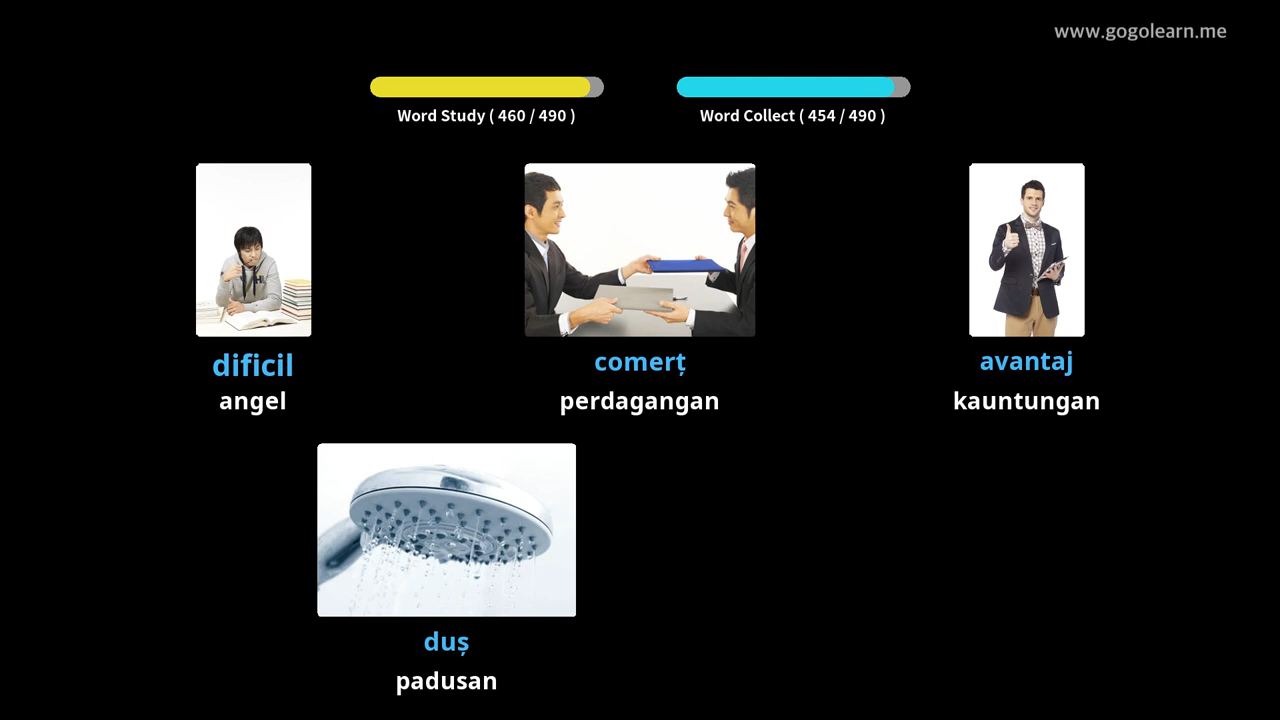 www.gogolearn.me
Word Study ( 460 / 490 )
Word Collect ( 454 / 490 )
dificil
angel
comerț
perdagangan
avantaj
kauntungan
duș
padusan